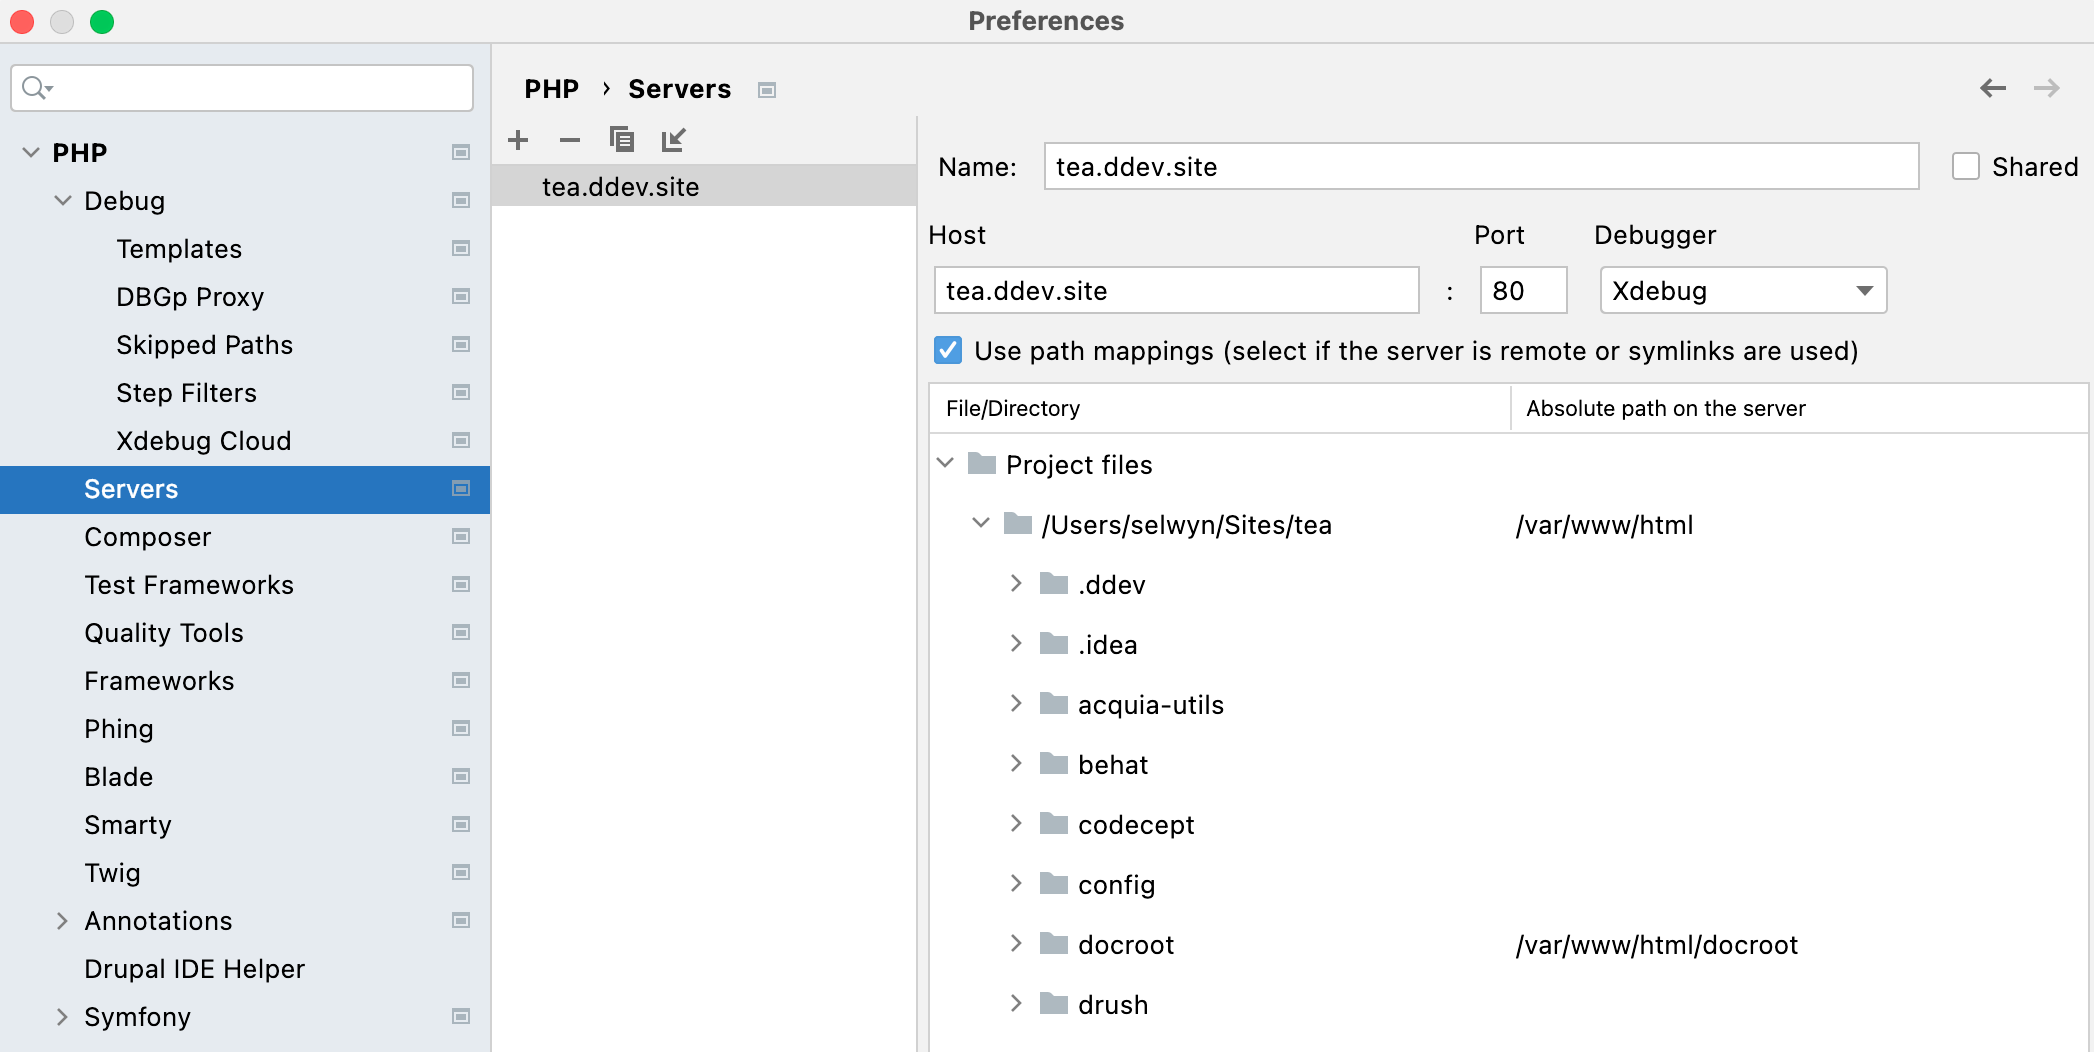 Preferences
PHP
Debug
Templates
DBGp Proxy
Skipped Paths
Step Filters
Xdebug Cloud
Servers
Composer
Test Frameworks
Quality Tools
Frameworks
Phing
Blade
Smarty
Twig
Annotations
Drupal IDE Helper
Symfony
PHP › Servers
tea.ddev.site
Name: tea.ddev.site Shared
Host Port Debugger
tea.ddev.site : 80 Xdebug
Use path mappings (select if the server is remote or symlinks are used)
File/Directory Absolute path on the server
Project files
/Users/selwyn/Sites/tea /var/www/html
.ddev
.idea
acquia-utils
behat
codecept
config
docroot /var/www/html/docroot
drush